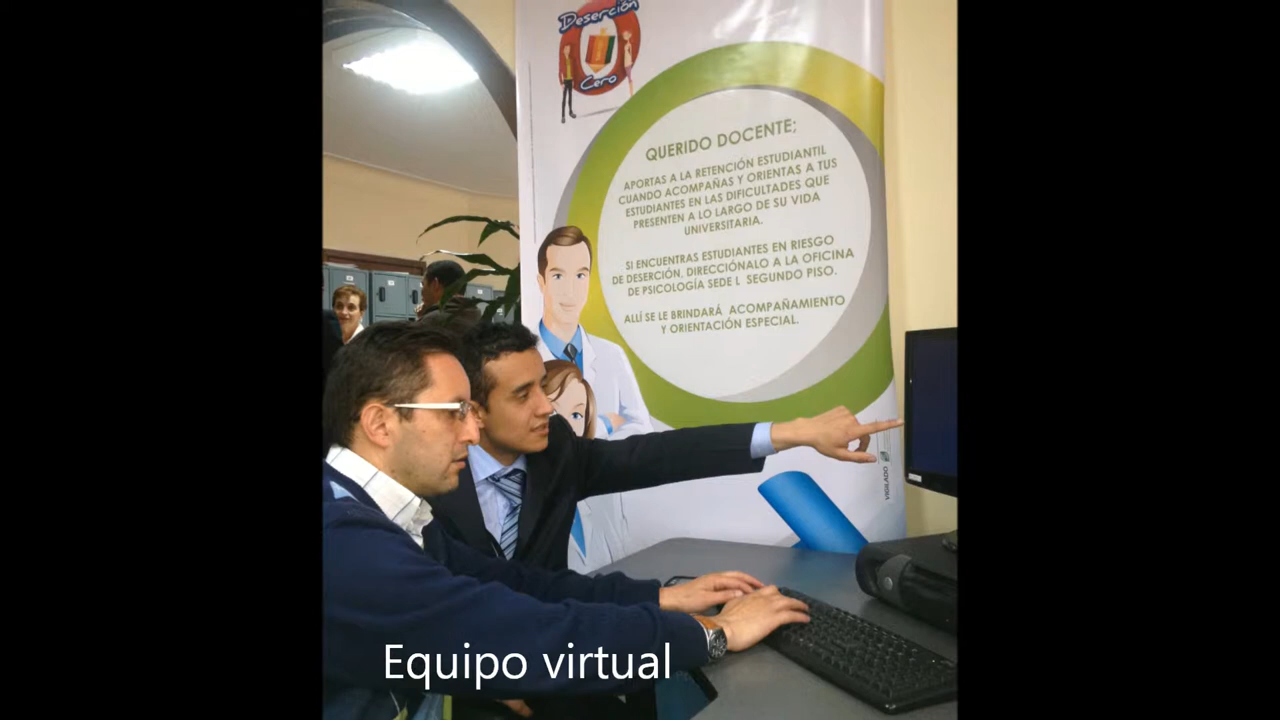 Deserción
Cero
QUERIDO DOCENTE;
APORTAS A LA RETENCIÓN ESTUDIANTIL
CUANDO ACOMPAÑAS Y ORIENTAS A TUS
ESTUDIANTES EN LAS DIFICULTADES QUE
PRESENTEN A LO LARGO DE SU VIDA
UNIVERSITARIA.
SI ENCUENTRAS ESTUDIANTES EN RIESGO
DE DESERCIÓN, DIRECCIÓNALO A LA OFICINA
DE PSICOLOGÍA SEDE L SEGUNDO PISO.
ALLÍ SE LE BRINDARÁ ACOMPAÑAMIENTO
Y ORIENTACIÓN ESPECIAL.
VIGILADO
Equipo virtual